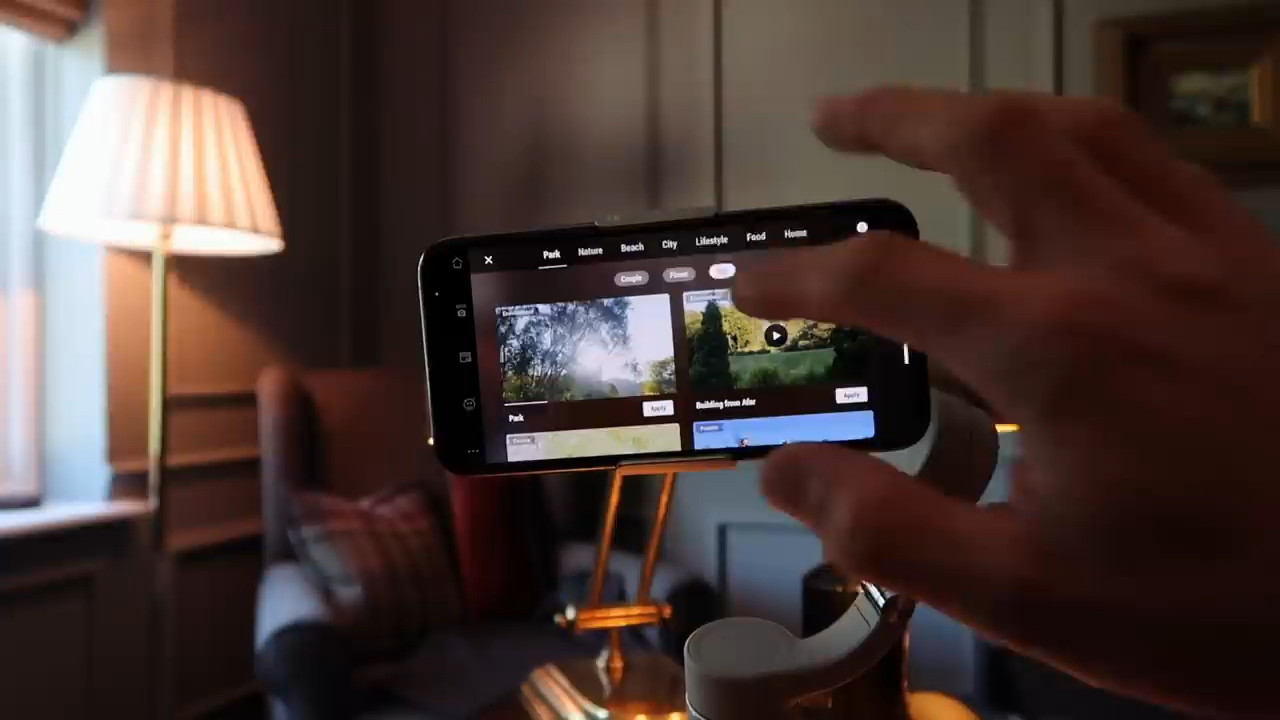 Park Nature Beach City Lifestyle Food Home
Couple
Park
Apply
Building from Afar
Apply